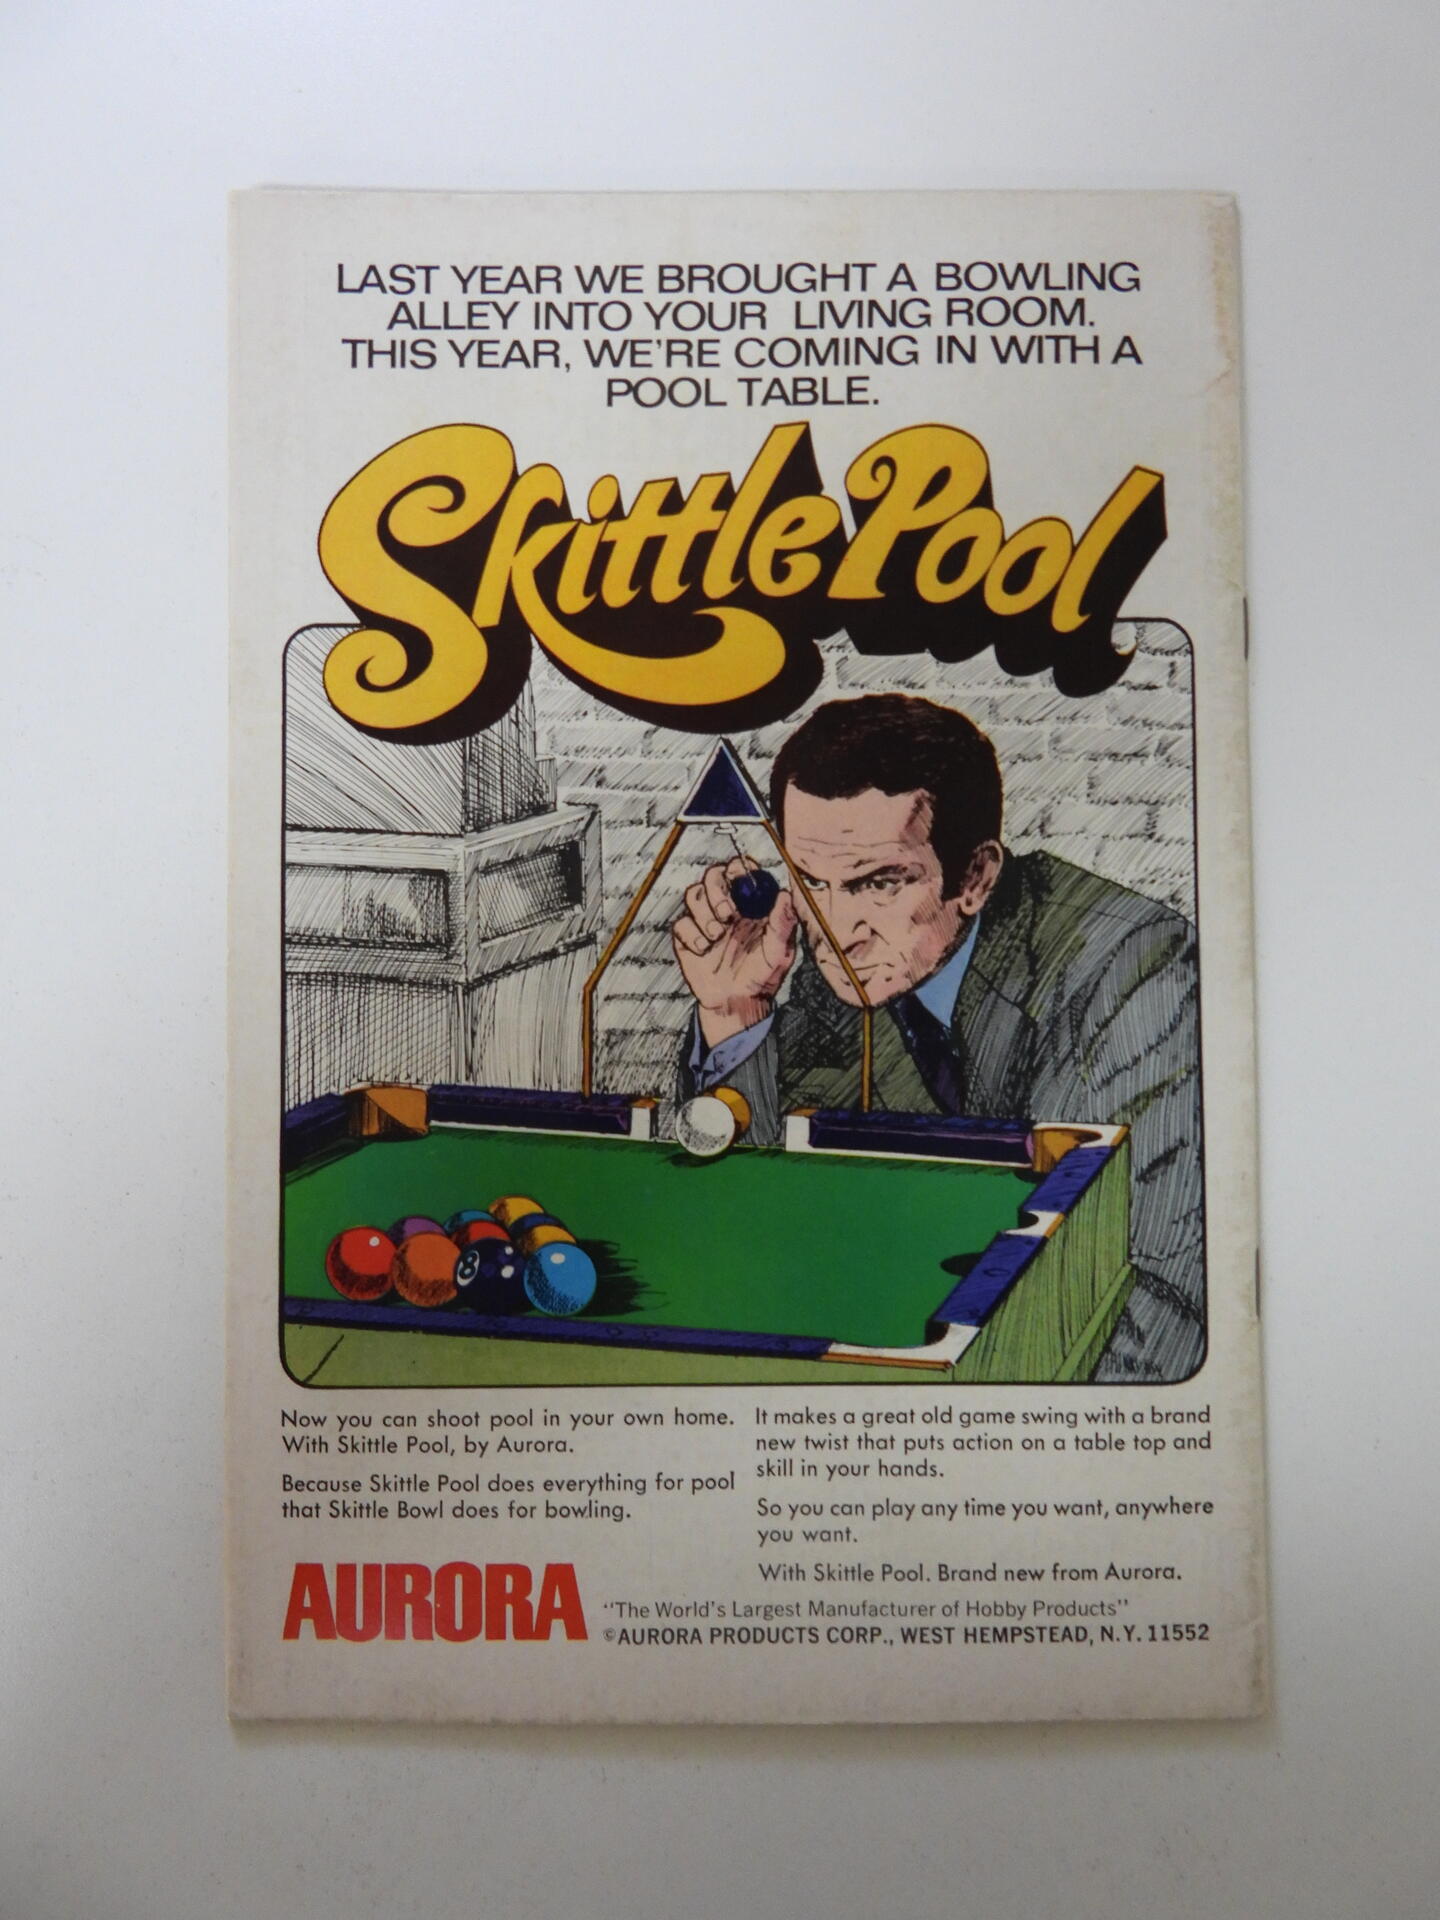 LAST YEAR WE BROUGHT A BOWLING
ALLEY INTO YOUR LIVING ROOM.
THIS YEAR, WE'RE COMING IN WITH A
POOL TABLE.
Skittle Pool
8
Now you can shoot pool in your own home.
With Skittle Pool, by Aurora.
Because Skittle Pool does everything for pool
that Skittle Bowl does for bowling.
It makes a great old game swing with a brand
new twist that puts action on a table top and
skill in your hands.
So you can play any time you want, anywhere
you want.
With Skittle Pool. Brand new from Aurora.
AURORA
"The World's Largest Manufacturer of Hobby Products"
©AURORA PRODUCTS CORP., WEST HEMPSTEAD, N.Y. 11552